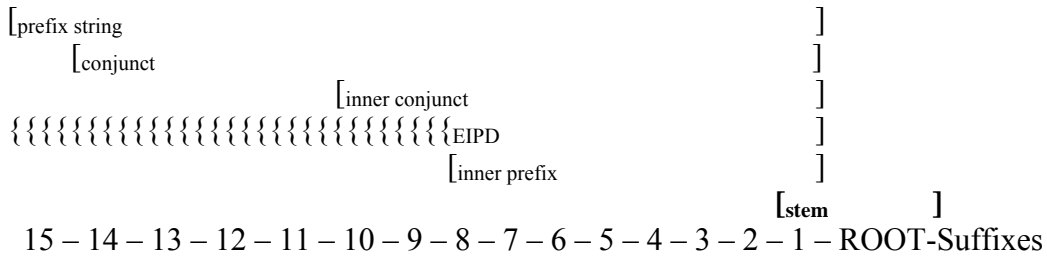 [prefix string ]
[conjunct ]
[inner conjunct ]
{{{{{{{{{{{{{{{{{{{{{{{{{{{{EIPD ]
[inner prefix ]
[stem ]
15 – 14 – 13 – 12 – 11 – 10 – 9 – 8 – 7 – 6 – 5 – 4 – 3 – 2 – 1 – ROOT-Suffixes